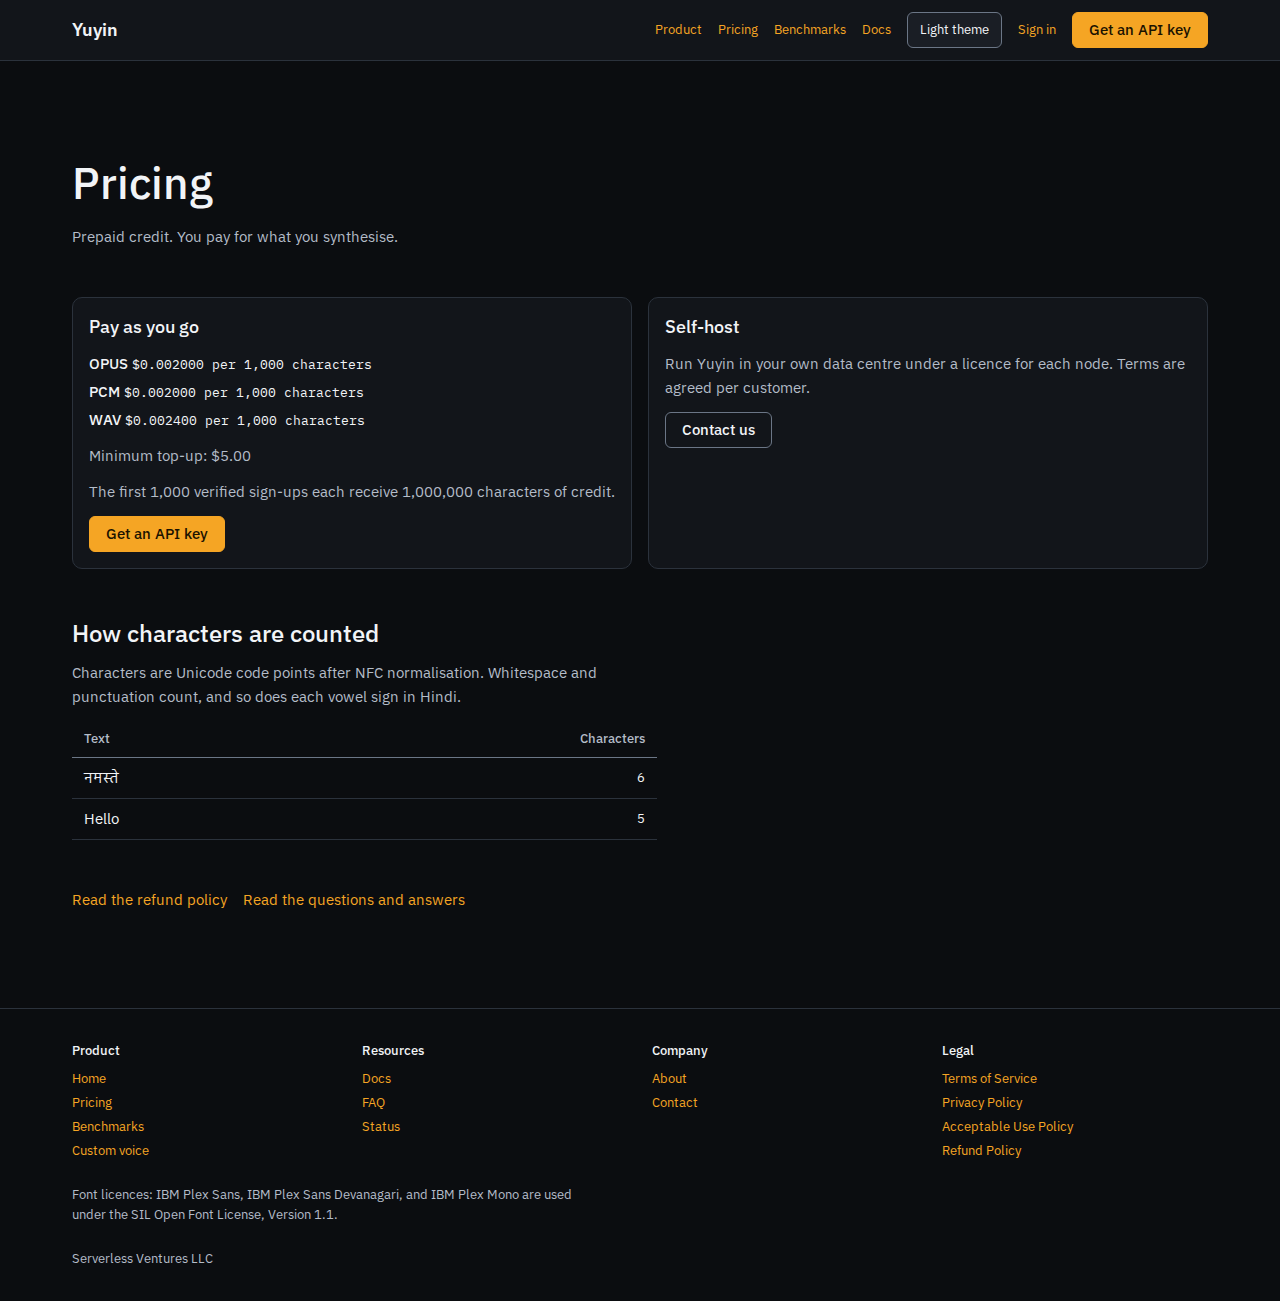 Yuyin
Product Pricing Benchmarks Docs Light theme Sign in Get an API key
Pricing
Prepaid credit. You pay for what you synthesise.
Pay as you go
OPUS $0.002000 per 1,000 characters
PCM $0.002000 per 1,000 characters
WAV $0.002400 per 1,000 characters
Minimum top-up: $5.00
The first 1,000 verified sign-ups each receive 1,000,000 characters of credit.
Get an API key
Self-host
Run Yuyin in your own data centre under a licence for each node. Terms are
agreed per customer.
Contact us
How characters are counted
Characters are Unicode code points after NFC normalisation. Whitespace and
punctuation count, and so does each vowel sign in Hindi.
Text Characters
नमस्ते 6
Hello 5
Read the refund policy Read the questions and answers
Product
Home
Pricing
Benchmarks
Custom voice
Resources
Docs
FAQ
Status
Company
About
Contact
Legal
Terms of Service
Privacy Policy
Acceptable Use Policy
Refund Policy
Font licences: IBM Plex Sans, IBM Plex Sans Devanagari, and IBM Plex Mono are used
under the SIL Open Font License, Version 1.1.
Serverless Ventures LLC